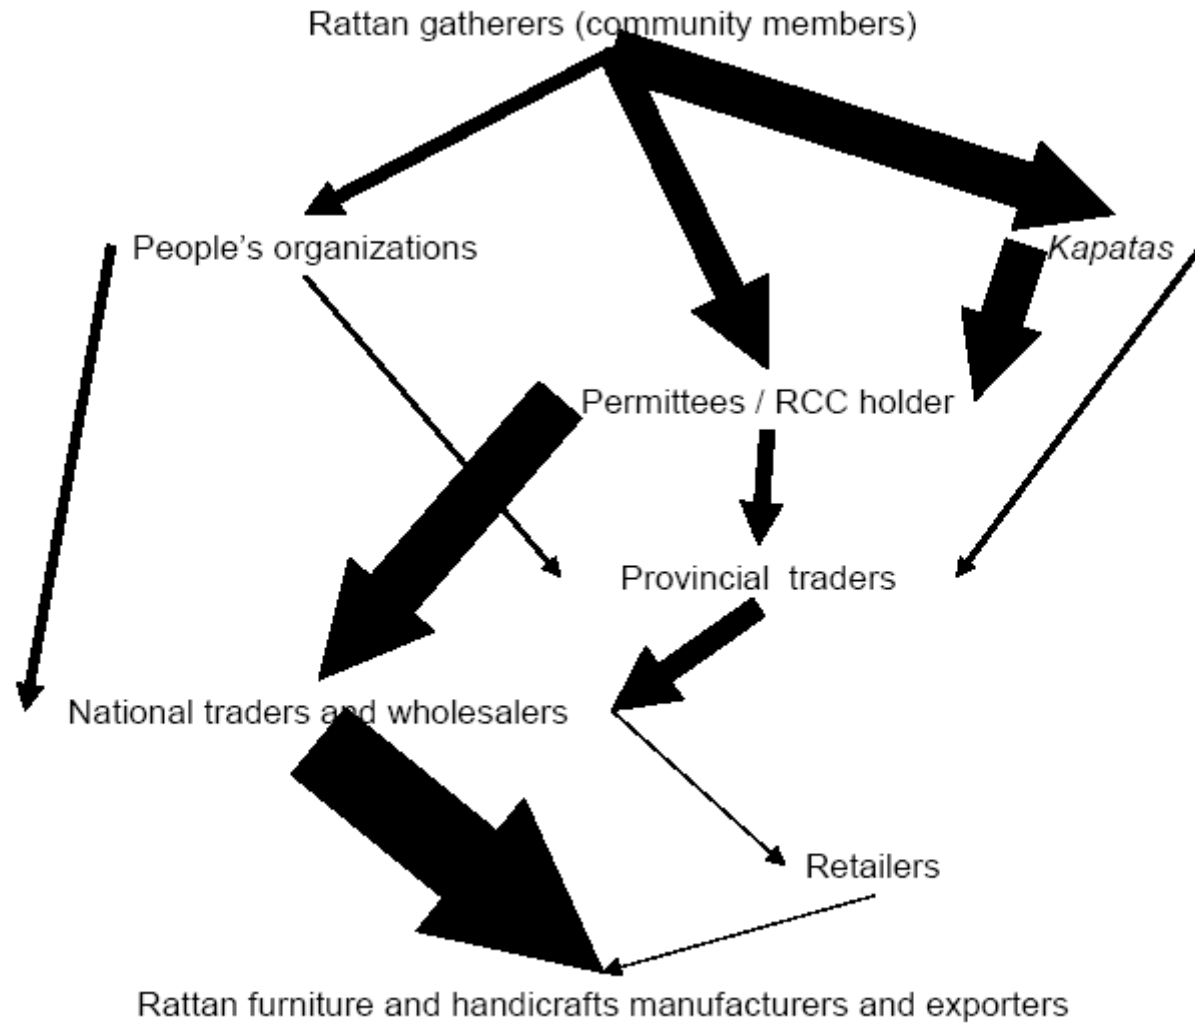 Rattan gatherers (community members)
People’s organizations
Kapatas
Permittees / RCC holder
Provincial  traders
National traders and wholesalers
Retailers
Rattan furniture and handicrafts manufacturers and exporters